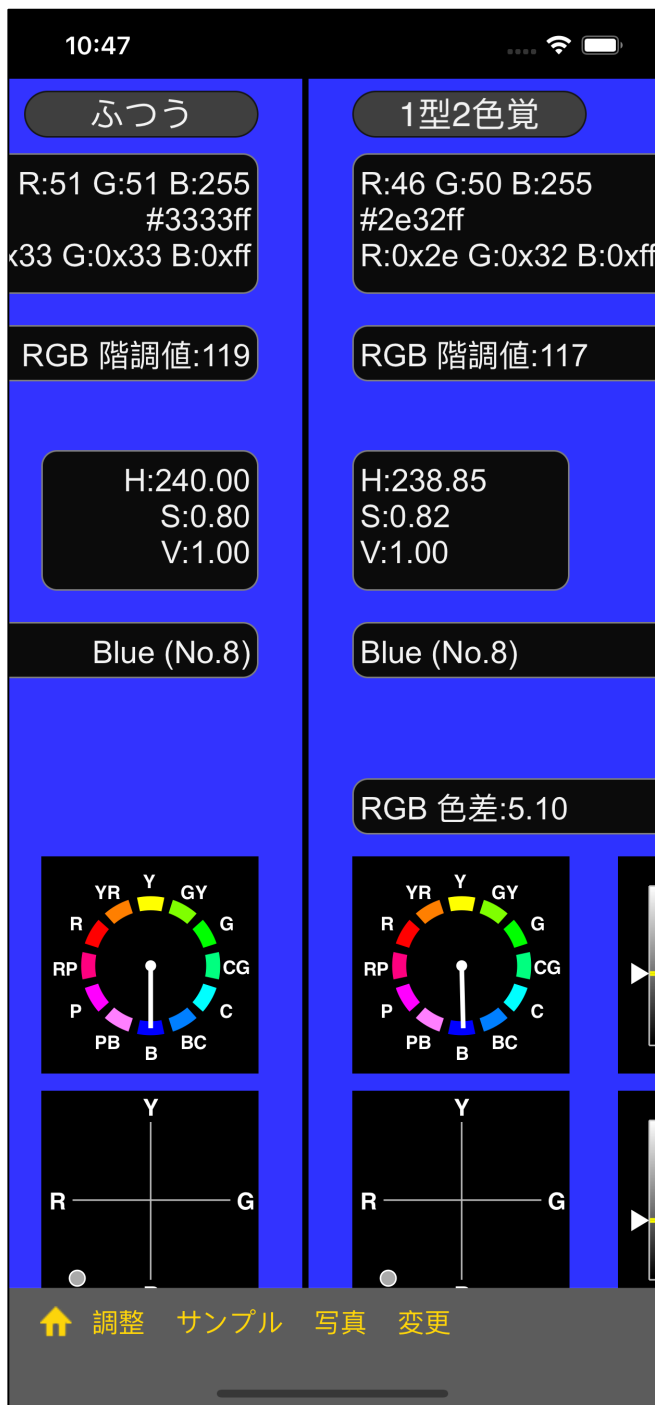 10:47
ふつう
1型2色覚
R:51 G:51 B:255
#3333ff
x33 G:0x33 B:0xff
R:46 G:50 B:255
#2e32ff
R:0x2e G:0x32 B:0xff
RGB 階調値:119
RGB 階調値:117
H:240.00
S:0.80
V:1.00
H:238.85
S:0.82
V:1.00
Blue (No.8)
Blue (No.8)
RGB 色差:5.10
Y
YR
GY
R
G
RP
CG
P
C
PB
BC
B
Y
YR
GY
R
G
RP
CG
P
C
PB
BC
B
Y
R
G
Y
R
G
調整
サンプル
写真
変更